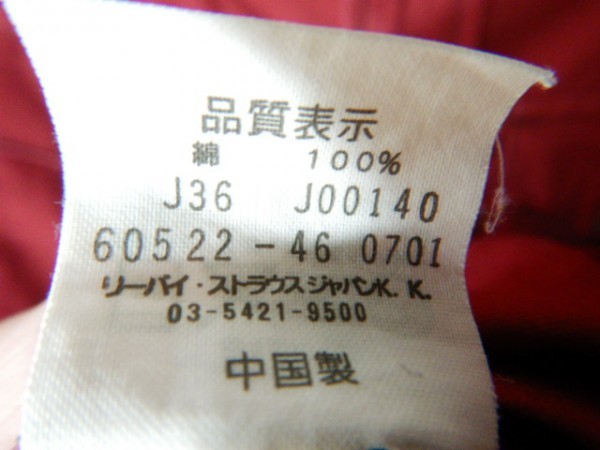 品質表示
綿 100%
J36 J00140
60522-46 0701
リーバイ・ストラウスジャパンK.K.
03-5421-9500
中国製